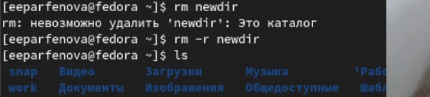 [eeparfenova@fedora ~]$ rm newdir
rm: невозможно удалить 'newdir': Это каталог
[eeparfenova@fedora ~]$ rm -r newdir
[eeparfenova@fedora ~]$ ls
snap Видео Загрузки Музыка
work Документы Изображения Общедоступные